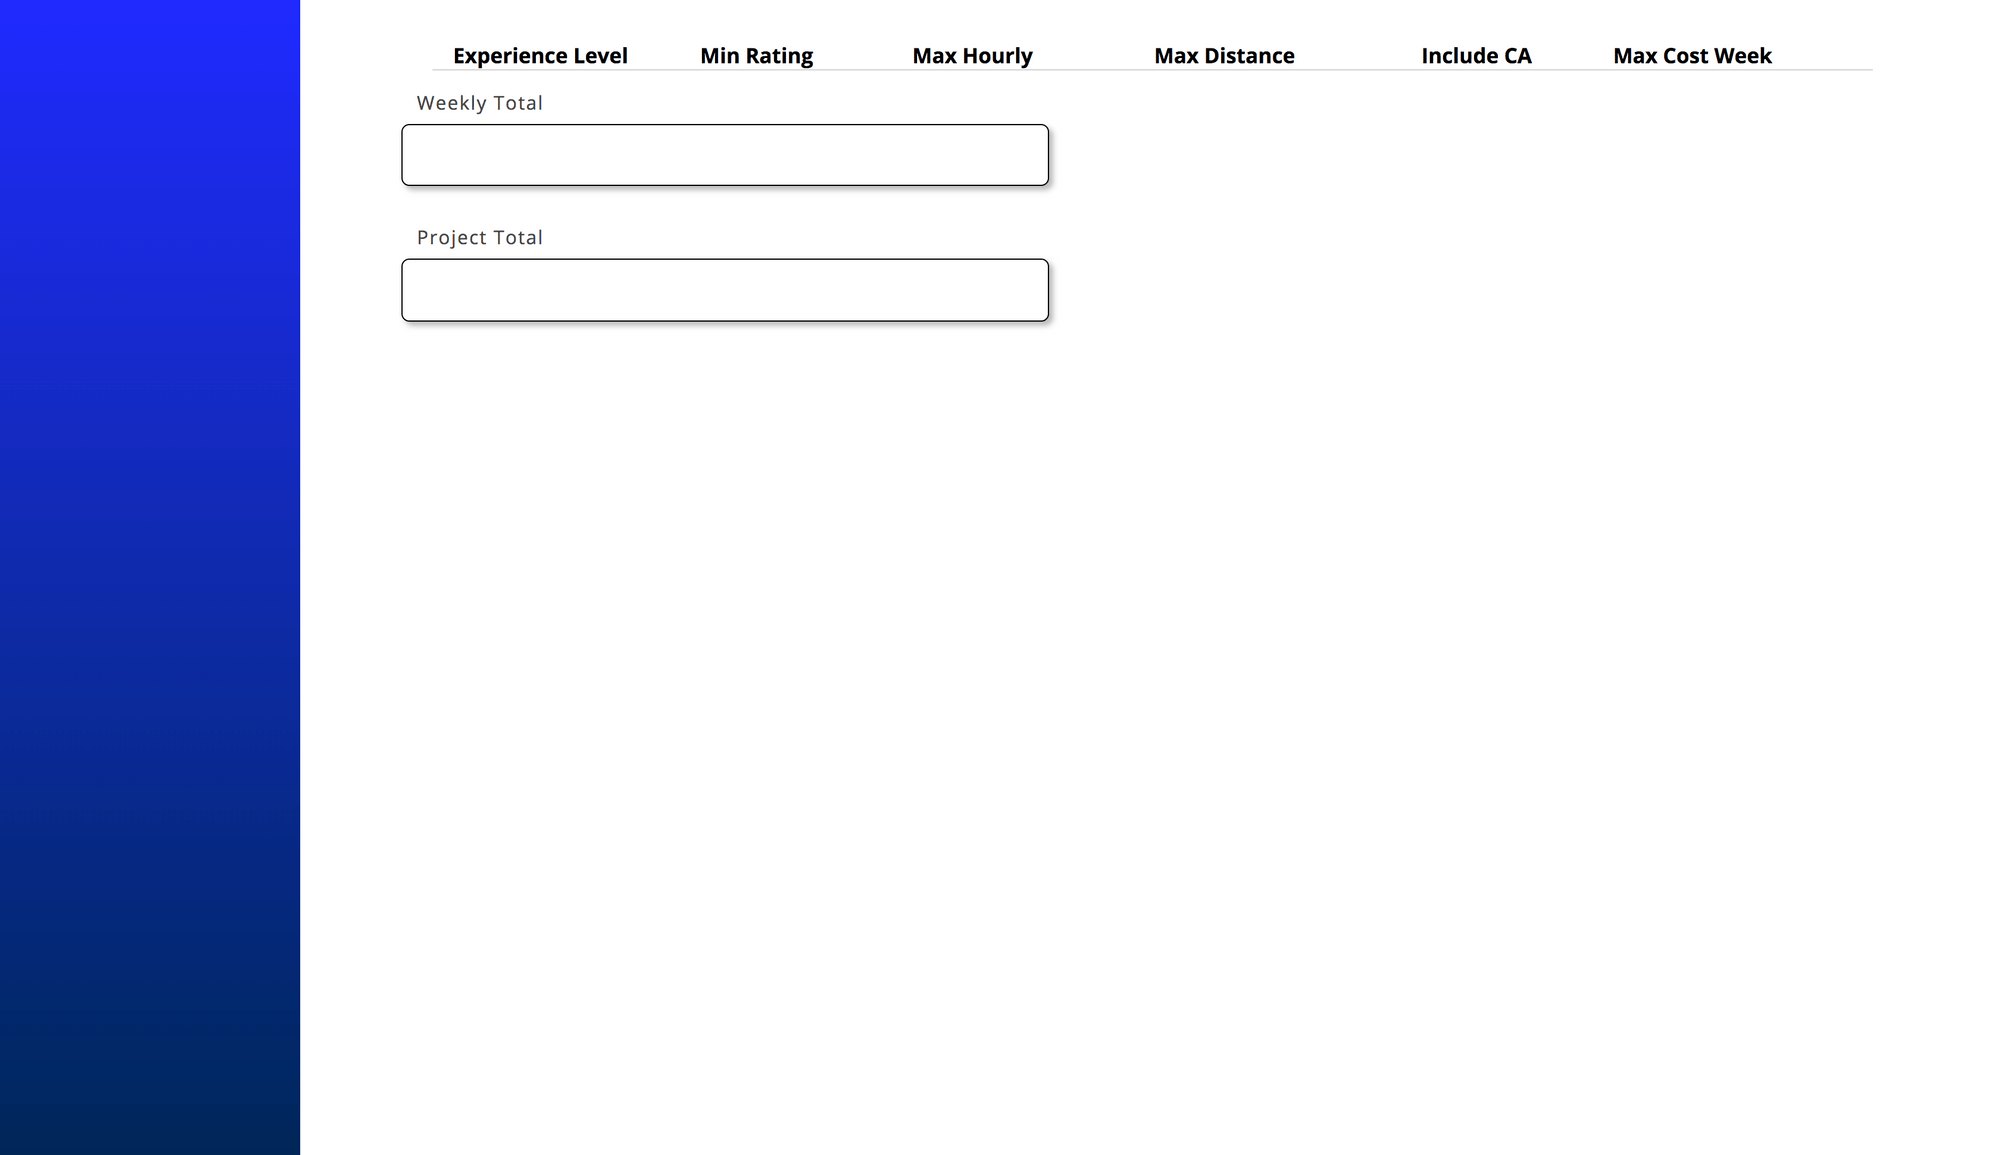 Experience Level Min Rating Max Hourly Max Distance Include CA Max Cost Week
Weekly Total
Project Total